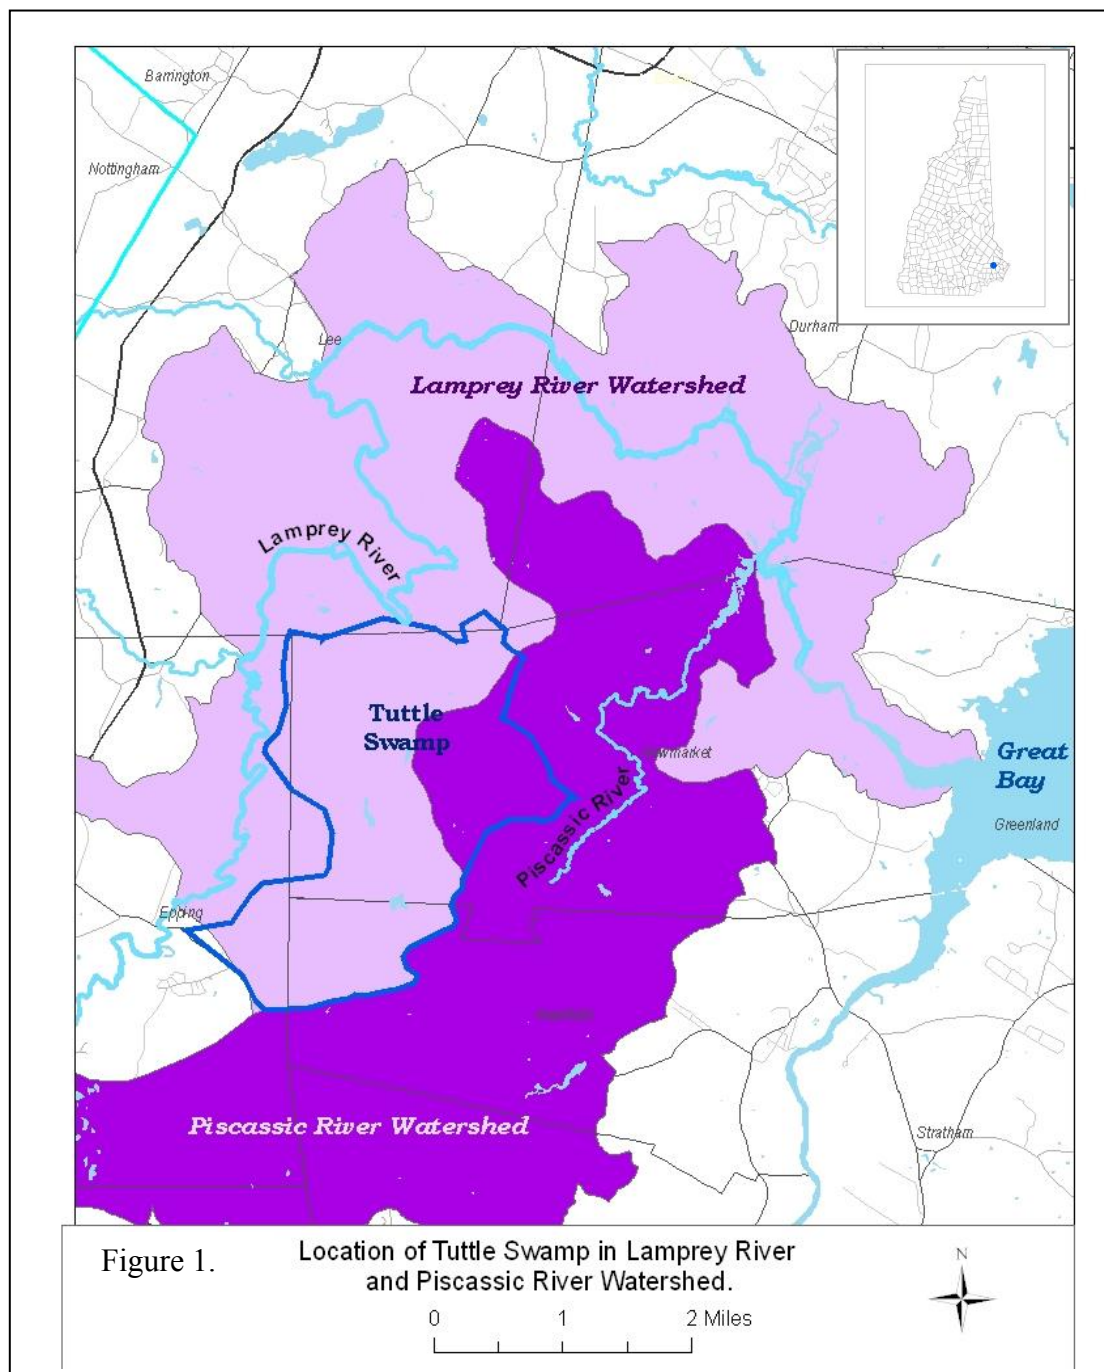 Barrington
Nottingham
Lee
Durham
Lamprey River Watershed
Lamprey River
Tuttle
Swamp
Great
Bay
Greenland
Piscassic River
Epping
Piscassic River Watershed
Stratham
Figure 1.
Location of Tuttle Swamp in Lamprey River
and Piscassic River Watershed.
N
0 1 2 Miles